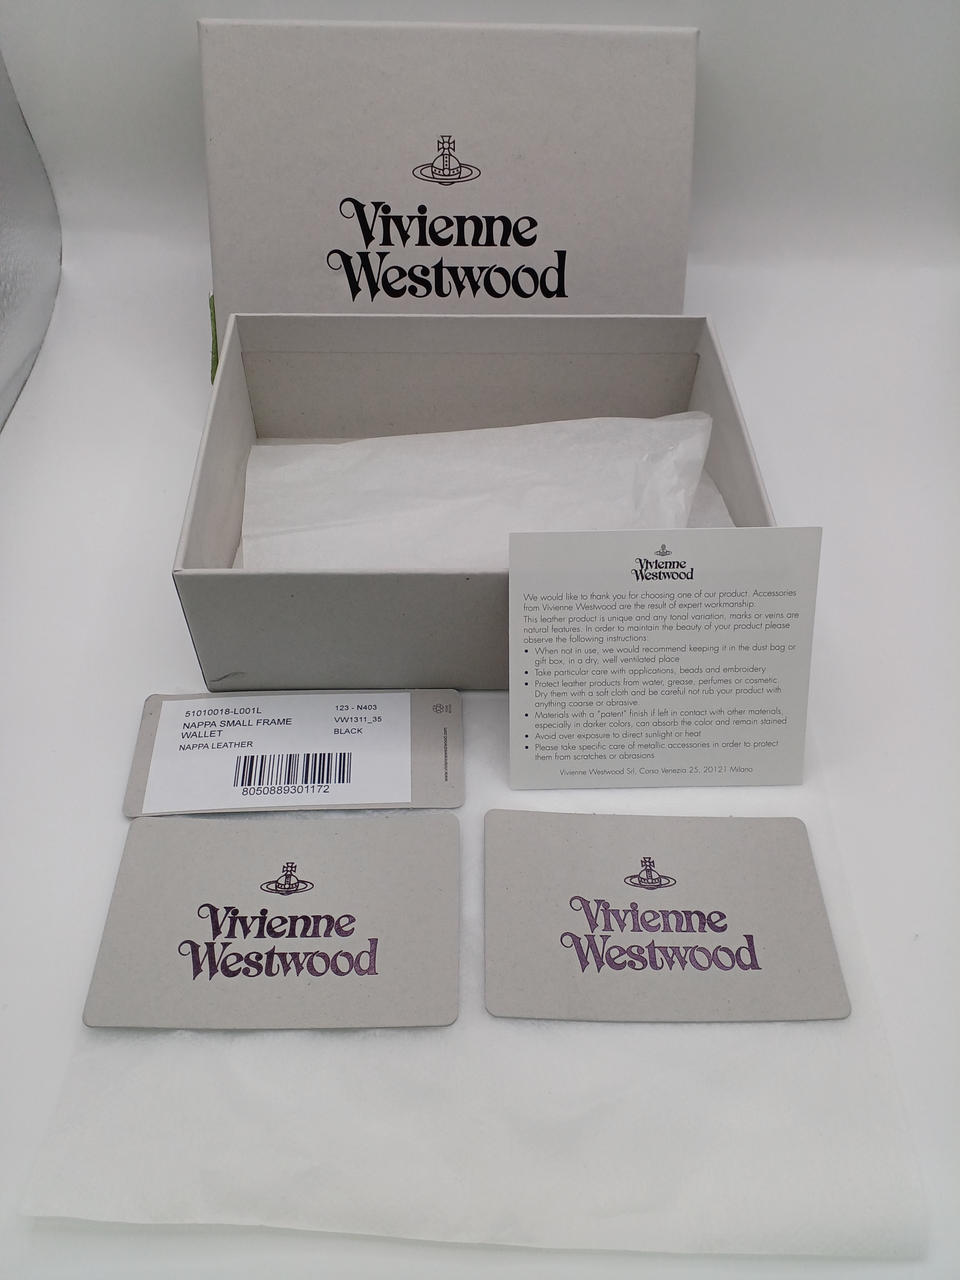 Vivienne
Westwood
Vivienne
Westwood
We would like to thank you for choosing one of our product. Accessories
from Vivienne Westwood are the result of expert workmanship.
This leather product is unique and any tonal variation, marks or veins are
natural features. In order to maintain the beauty of your product please
observe the following instructions:
• When not in use, we would recommend keeping it in the dust bag or
gift box, in a dry, well ventilated place
• Take particular care with applications, beads and embroidery
• Protect leather products from water, grease, perfumes or cosmetic.
Dry them with a soft cloth and be careful not rub your product with
anything coarse or abrasive.
• Materials with a "patent" finish if left in contact with other materials,
especially in darker colors, can absorb the color and remain stained
• Avoid over exposure to direct sunlight or heat
• Please take specific care of metallic accessories in order to protect
them from scratches or abrasions
Vivienne Westwood Srl, Corso Venezia 25, 20121 Milano
51010018-L001L
NAPPA SMALL FRAME
WALLET
NAPPA LEATHER
123 - N403
VW1311_35
BLACK
8050889301172
Vivienne
Westwood
Vivienne
Westwood